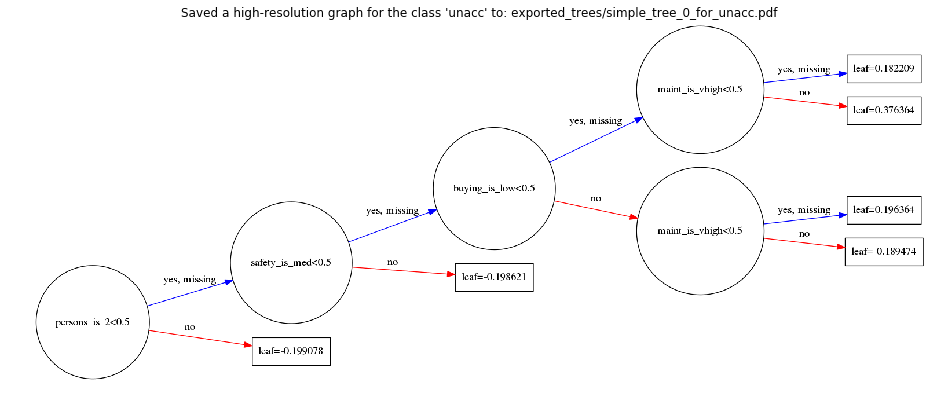 Saved a high-resolution graph for the class 'unacc' to: exported_trees/simple_tree_0_for_unacc.pdf
yes, missing
leaf=0.182209
maint_is_vhigh<0.5
no
leaf=0.376364
yes, missing
buying_is_low<0.5
no
yes, missing
leaf=0.196364
maint_is_vhigh<0.5
no
leaf=-0.189474
yes, missing
safety_is_med<0.5
no
leaf=-0.198621
yes, missing
persons_is_2<0.5
no
leaf=-0.199078